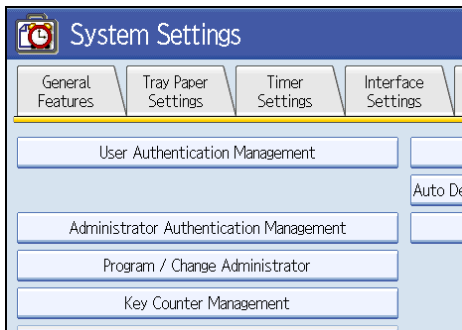 System Settings
General Features
Tray Paper Settings
Timer Settings
Interface Settings
User Authentication Management
Auto De
Administrator Authentication Management
Program / Change Administrator
Key Counter Management